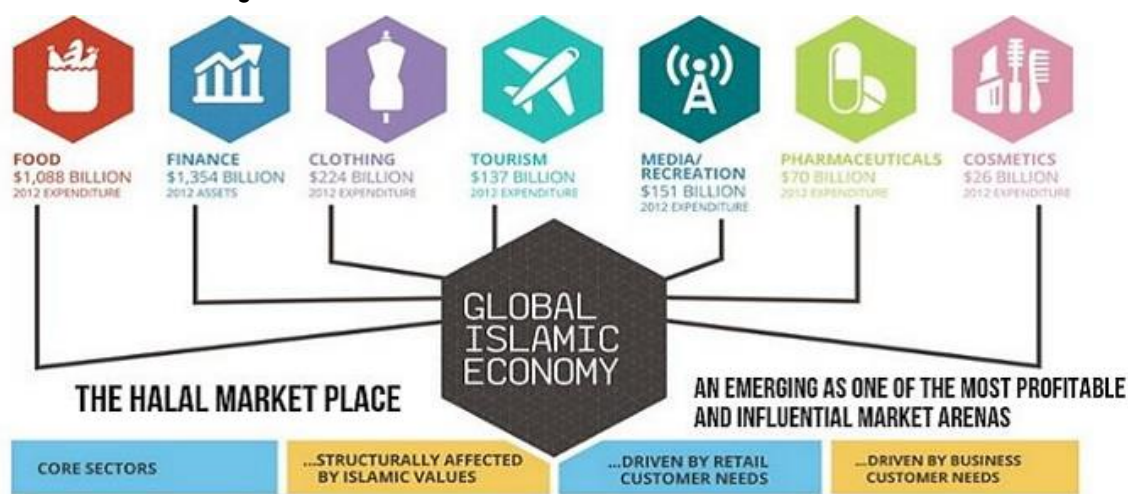 FOOD
$1,088 BILLION
2012 EXPENDITURE
FINANCE
$1,354 BILLION
2012 ASSETS
CLOTHING
$224 BILLION
2012 EXPENDITURE
TOURISM
$137 BILLION
2012 EXPENDITURE
MEDIA/
RECREATION
$151 BILLION
2012 EXPENDITURE
PHARMACEUTICALS
$70 BILLION
2012 EXPENDITURE
COSMETICS
$26 BILLION
2012 EXPENDITURE
GLOBAL
ISLAMIC
ECONOMY
THE HALAL MARKET PLACE
AN EMERGING AS ONE OF THE MOST PROFITABLE
AND INFLUENTIAL MARKET ARENAS
CORE SECTORS
...STRUCTURALLY AFFECTED
BY ISLAMIC VALUES
...DRIVEN BY RETAIL
CUSTOMER NEEDS
...DRIVEN BY BUSINESS
CUSTOMER NEEDS